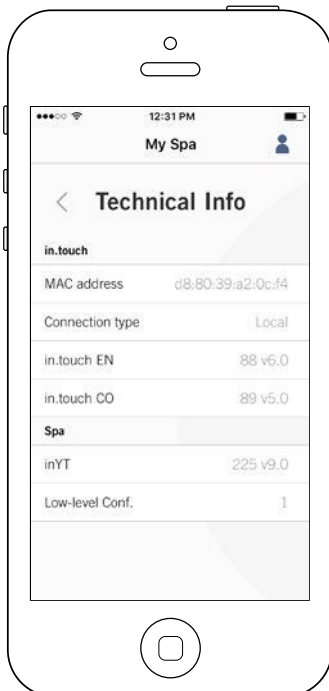 12:31 PM
My Spa
Technical Info
in.touch
MAC address d8:80:39:a2:0c:f4
Connection type Local
in.touch EN 88 v6.0
in.touch CO 89 v5.0
Spa
inYT 225 v9.0
Low-level Conf. 1